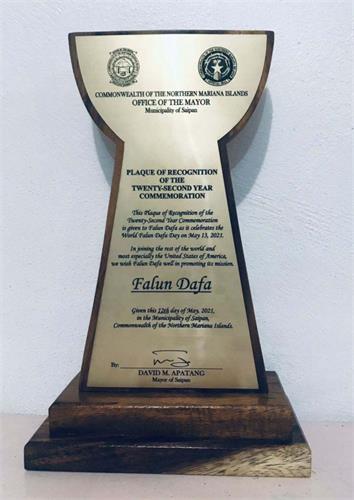 COMMONWEALTH OF THE NORTHERN MARIANA ISLANDS
OFFICE OF THE MAYOR
Municipality of Saipan
PLAQUE OF RECOGNITION
OF THE
TWENTY-SECOND YEAR
COMMEMORATION
This Plaque of Recognition of the
Twenty-Second Year Commemoration
is given to Falun Dafa as it celebrates the
World Falun Dafa Day on May 13, 2021.
In joining the rest of the world and
most especially the United States of America,
we wish Falun Dafa well in promoting its mission.
Falun Dafa
Given this 12th day of May, 2021,
in the Municipality of Saipan,
Commonwealth of the Northern Mariana Islands.
By:
DAVID M. APATANG
Mayor of Saipan